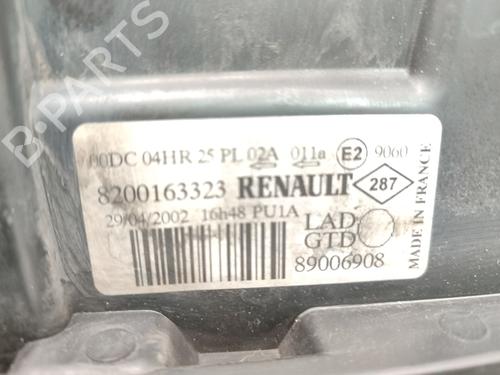 B-PARTS
00DC 04HR 25 PL 02A 011a E2 9060
8200163323 RENAULT 287
29/04/2002 16h48 PU1A LAD
GTD
89006908
MADE IN FRANCE